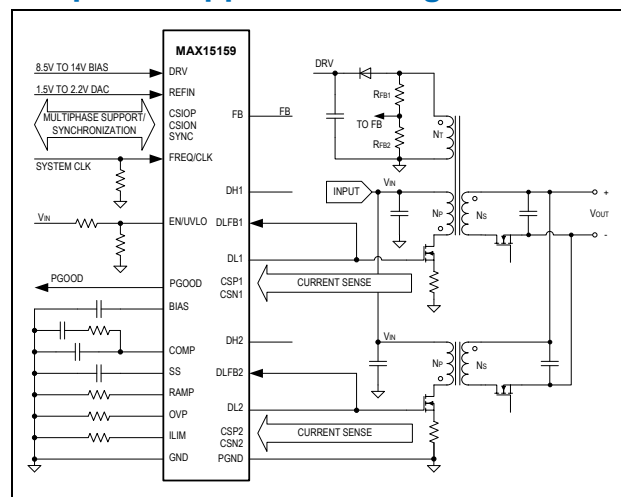 MAX15159
8.5V TO 14V BIAS
DRV
1.5V TO 2.2V DAC
REFIN
MULTIPHASE SUPPORT/
SYNCHRONIZATION
CSIOP
CSION
SYNC
SYSTEM CLK
FREQ/CLK
VIN
EN/UVLO
PGOOD
PGOOD
BIAS
COMP
SS
RAMP
OVP
ILIM
GND
FB
FB
DH1
DLFB1
DL1
CSP1
CSN1
CURRENT SENSE
DH2
DLFB2
DL2
CSP2
CSN2
CURRENT SENSE
PGND
DRV
RFB1
TO FB
RFB2
NT
INPUT
VIN
NP
NS
+
VOUT
-
VIN
NP
NS